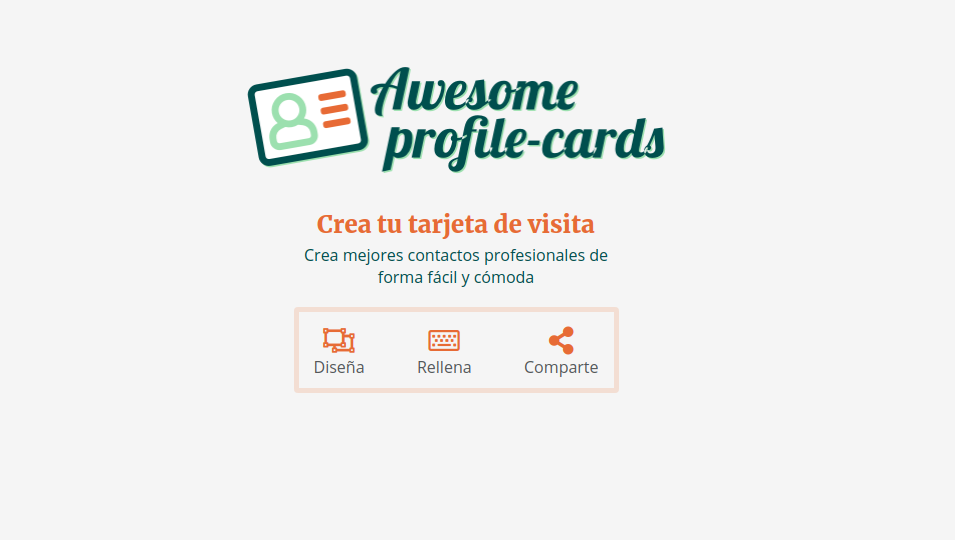 Awesome
profile-cards
Crea tu tarjeta de visita
Crea mejores contactos profesionales de
forma fácil y cómoda
Diseña
Rellena
Comparte